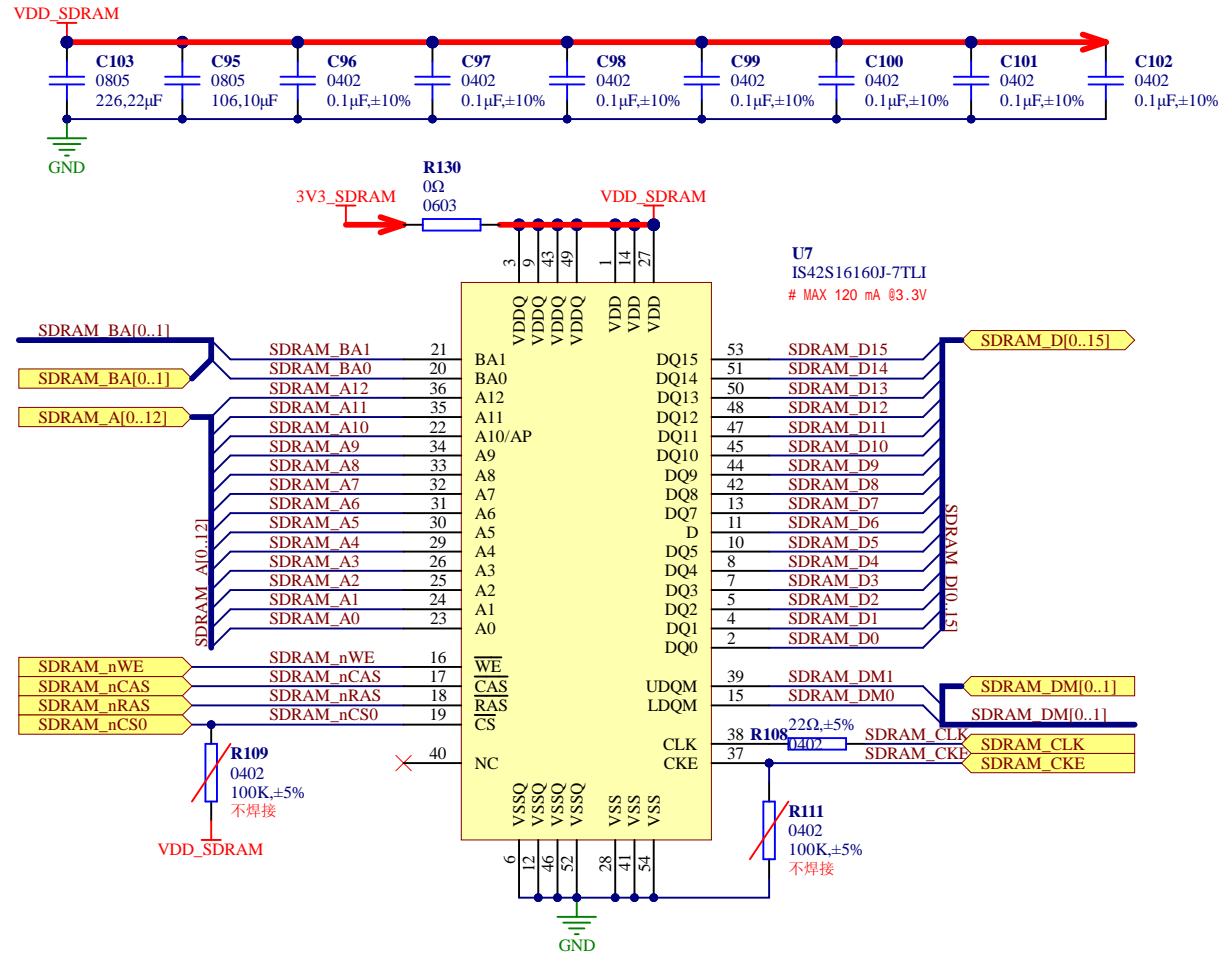 VDD_SDRAM
C103
0805
226,22μF
C95
0805
106,10μF
C96
0402
0.1μF,±10%
C97
0402
0.1μF,±10%
C98
0402
0.1μF,±10%
C99
0402
0.1μF,±10%
C100
0402
0.1μF,±10%
C101
0402
0.1μF,±10%
C102
0402
0.1μF,±10%
GND
3V3_SDRAM
R130
0Ω
0603
VDD_SDRAM
3
9
43
49
1
14
27
VDDQ
VDDQ
VDDQ
VDDQ
VDD
VDD
VDD
U7
IS42S16160J-7TLI
# MAX 120 mA @3.3V
SDRAM_BA[0..1]
SDRAM_BA[0..1]
SDRAM_A[0..12]
SDRAM_A[0..12]
SDRAM_BA1 21 BA1
SDRAM_BA0 20 BA0
SDRAM_A12 36 A12
SDRAM_A11 35 A11
SDRAM_A10 22 A10/AP
SDRAM_A9 34 A9
SDRAM_A8 33 A8
SDRAM_A7 32 A7
SDRAM_A6 31 A6
SDRAM_A5 30 A5
SDRAM_A4 29 A4
SDRAM_A3 26 A3
SDRAM_A2 25 A2
SDRAM_A1 24 A1
SDRAM_A0 23 A0
SDRAM_nWE SDRAM_nWE 16 WE
SDRAM_nCAS SDRAM_nCAS 17 CAS
SDRAM_nRAS SDRAM_nRAS 18 RAS
SDRAM_nCS0 SDRAM_nCS0 19 CS
40 NC
R109
0402
100K,±5%
不焊接
VDD_SDRAM
DQ15 53 SDRAM_D15
DQ14 51 SDRAM_D14
DQ13 50 SDRAM_D13
DQ12 48 SDRAM_D12
DQ11 47 SDRAM_D11
DQ10 45 SDRAM_D10
DQ9 44 SDRAM_D9
DQ8 42 SDRAM_D8
DQ7 13 SDRAM_D7
D 11 SDRAM_D6
DQ5 10 SDRAM_D5
DQ4 8 SDRAM_D4
DQ3 7 SDRAM_D3
DQ2 5 SDRAM_D2
DQ1 4 SDRAM_D1
DQ0 2 SDRAM_D0
SDRAM_D[0..15]
SDRAM_D[0..15]
UDQM 39 SDRAM_DM1
LDQM 15 SDRAM_DM0
SDRAM_DM[0..1]
SDRAM_DM[0..1]
CLK 38 R108 22Ω,±5% 0402 SDRAM_CLK SDRAM_CLK
CKE 37 SDRAM_CKE SDRAM_CKE
R111
0402
100K,±5%
不焊接
VSSQ
VSSQ
VSSQ
VSSQ
VSS
VSS
VSS
6
12
46
52
28
41
54
GND